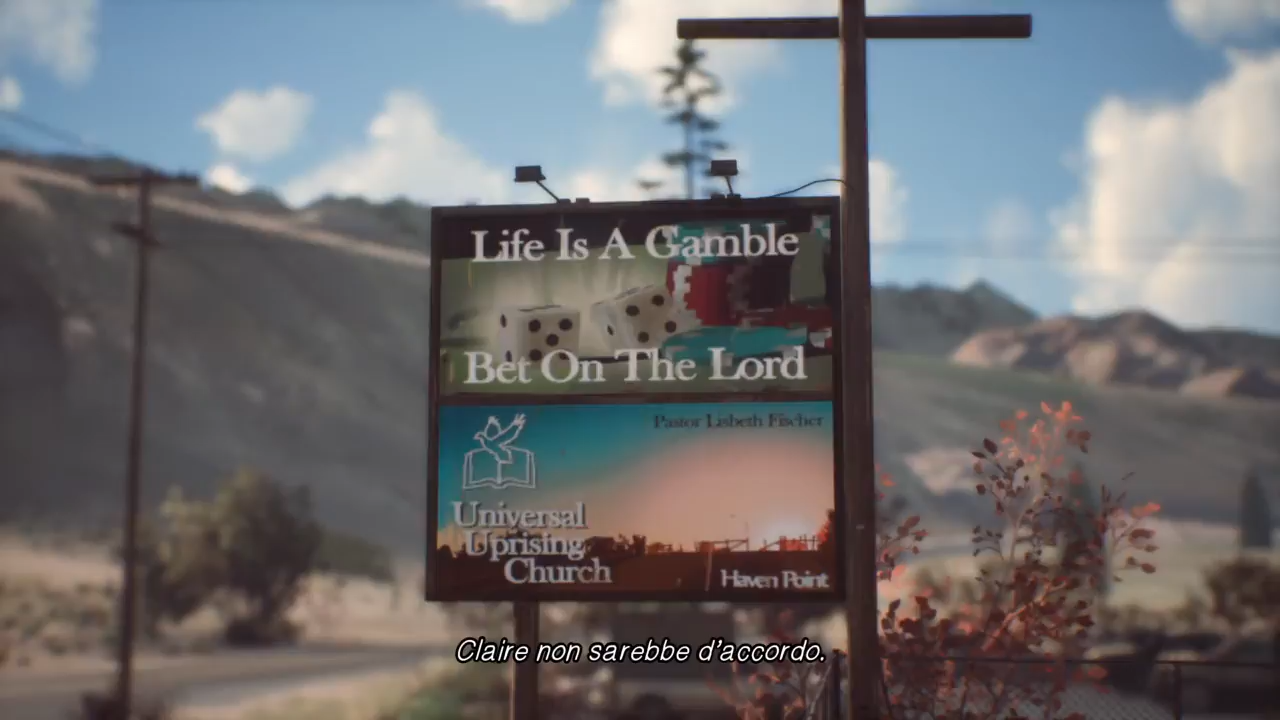 Life Is A Gamble
Bet On The Lord
Pastor Lisbeth Fischer
Universal
Uprising
Church
Haven Point
Claire non sarebbe d'accordo.